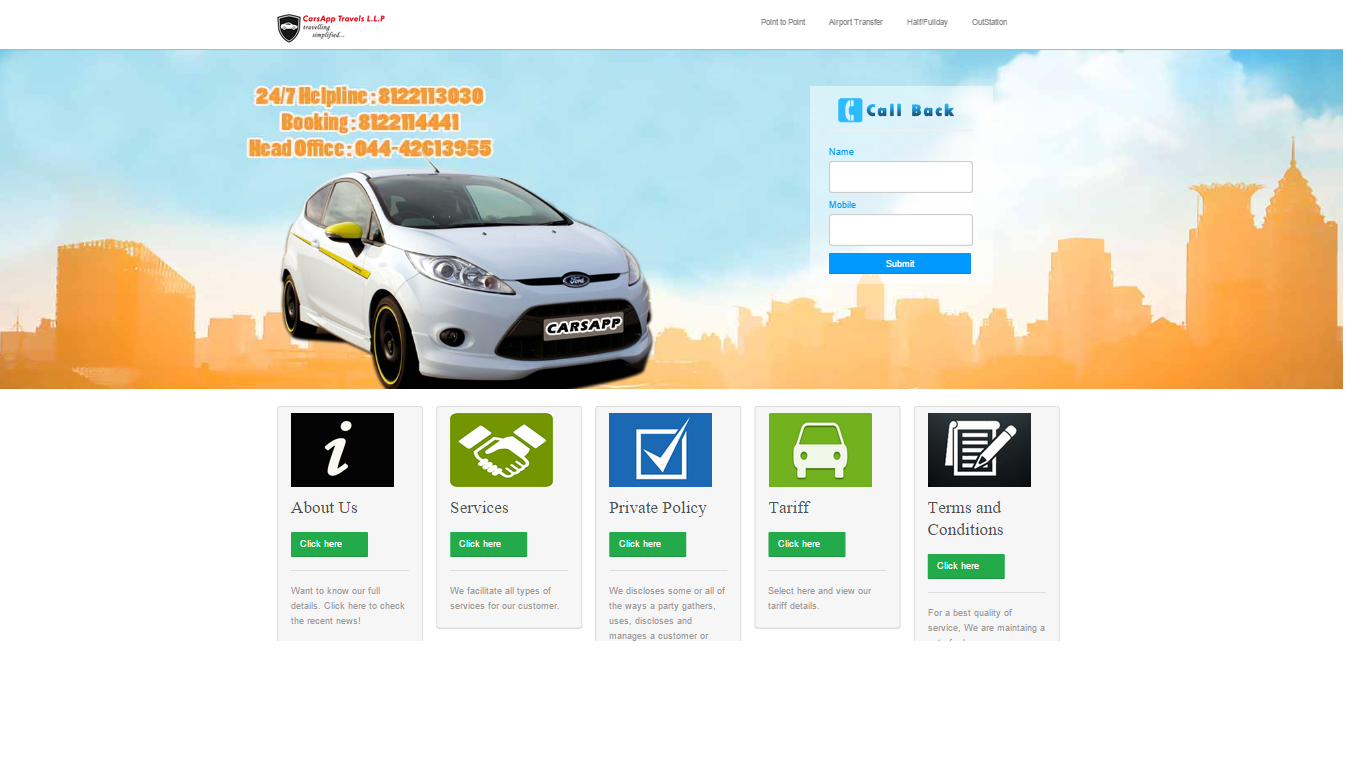 CarsApp Travels L.L.P
travelling
simplified...
Point to Point
Airport Transfer
Half/Fullday
OutStation
24/7 Helpline : 8122113030
Booking : 8122114441
Head Office : 044-42613955
Call Back
Name
Mobile
Submit
Ford
CARSAPP
About Us
Click here
Want to know our full
details. Click here to check
the recent news!
Services
Click here
We facilitate all types of
services for our customer.
Private Policy
Click here
We discloses some or all of
the ways a party gathers,
uses, discloses and
manages a customer or
Tariff
Click here
Select here and view our
tariff details.
Terms and
Conditions
Click here
For a best quality of
service, We are maintaing a